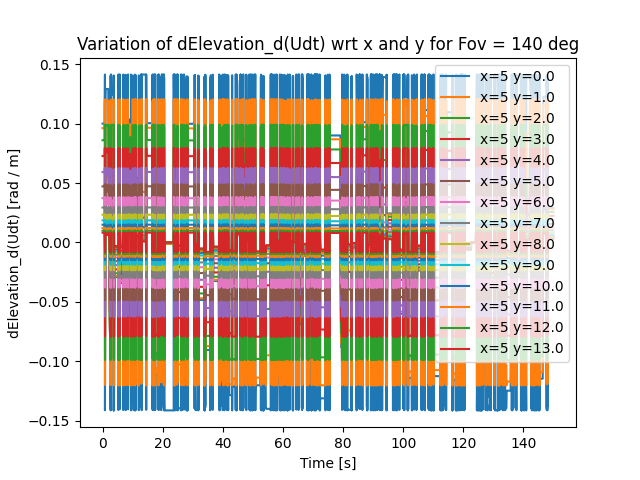 Variation of dElevation_d(Udt) wrt x and y for Fov = 140 deg
dElevation_d(Udt) [rad / m]
0.15
0.10
0.05
0.00
−0.05
−0.10
−0.15
x=5 y=0.0
x=5 y=1.0
x=5 y=2.0
x=5 y=3.0
x=5 y=4.0
x=5 y=5.0
x=5 y=6.0
x=5 y=7.0
x=5 y=8.0
x=5 y=9.0
x=5 y=10.0
x=5 y=11.0
x=5 y=12.0
x=5 y=13.0
0 20 40 60 80 100 120 140
Time [s]